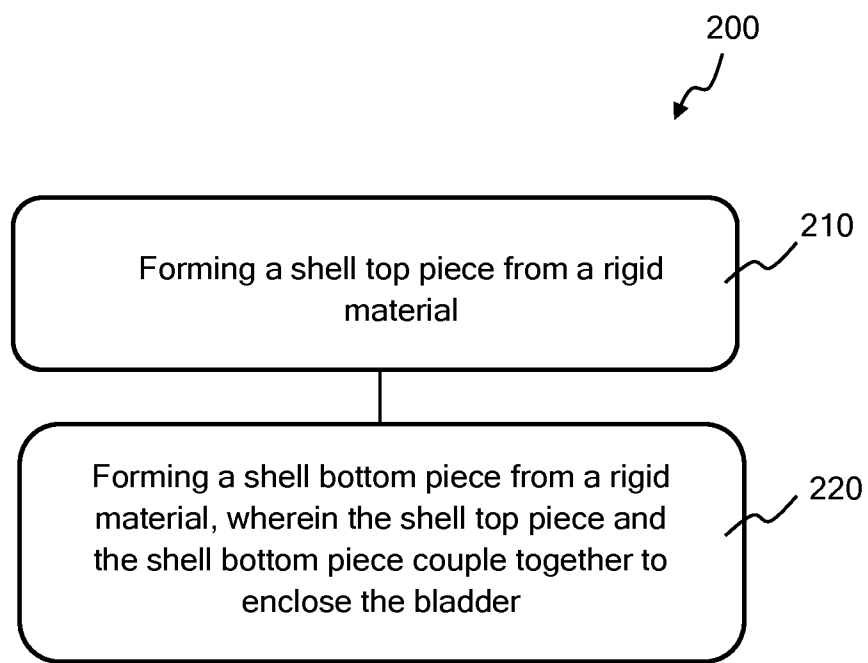 200
210
Forming a shell top piece from a rigid
material
Forming a shell bottom piece from a rigid
material, wherein the shell top piece and
the shell bottom piece couple together to
enclose the bladder
220